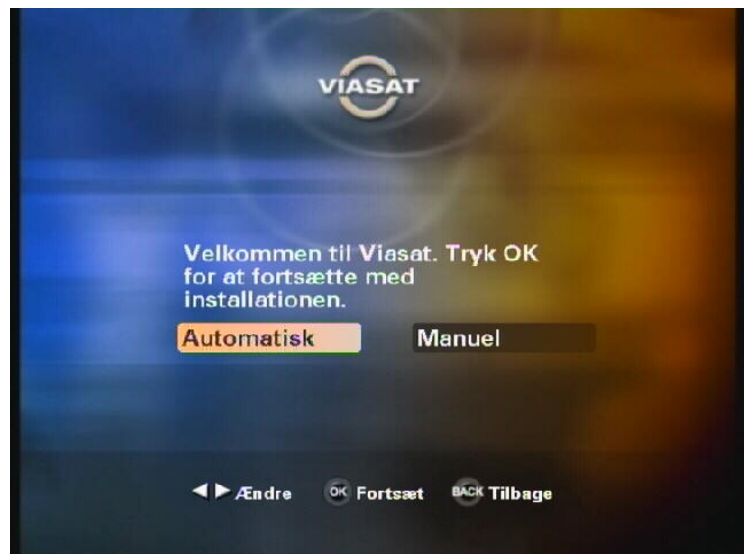 VIASAT
Velkommen til Viasat. Tryk OK
for at fortsætte med
installationen.
Automatisk Manuel
Ændre OK Fortsæt BACK Tilbage